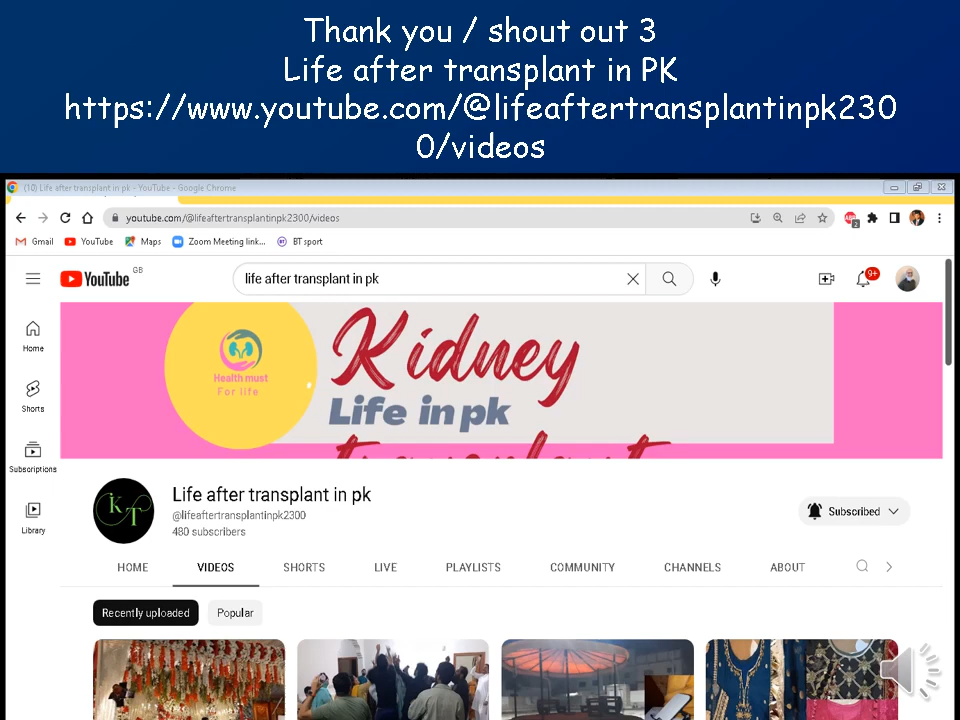 Thank you / shout out 3
Life after transplant in PK
https://www.youtube.com/@lifeaftertransplantinpk230
0/videos
(10) Life after transplant in pk - YouTube - Google Chrome
youtube.com/@lifeaftertransplantinpk2300/videos
ABP 2
Gmail YouTube Maps Zoom Meeting link... BT sport
YouTube GB
life after transplant in pk
9+
Home
Shorts
Subscriptions
Library
Health must
For life
Kidney
Life in pk
transplant
KT
Life after transplant in pk
@lifeaftertransplantinpk2300
480 subscribers
Subscribed
HOME VIDEOS SHORTS LIVE PLAYLISTS COMMUNITY CHANNELS ABOUT
Recently uploaded Popular